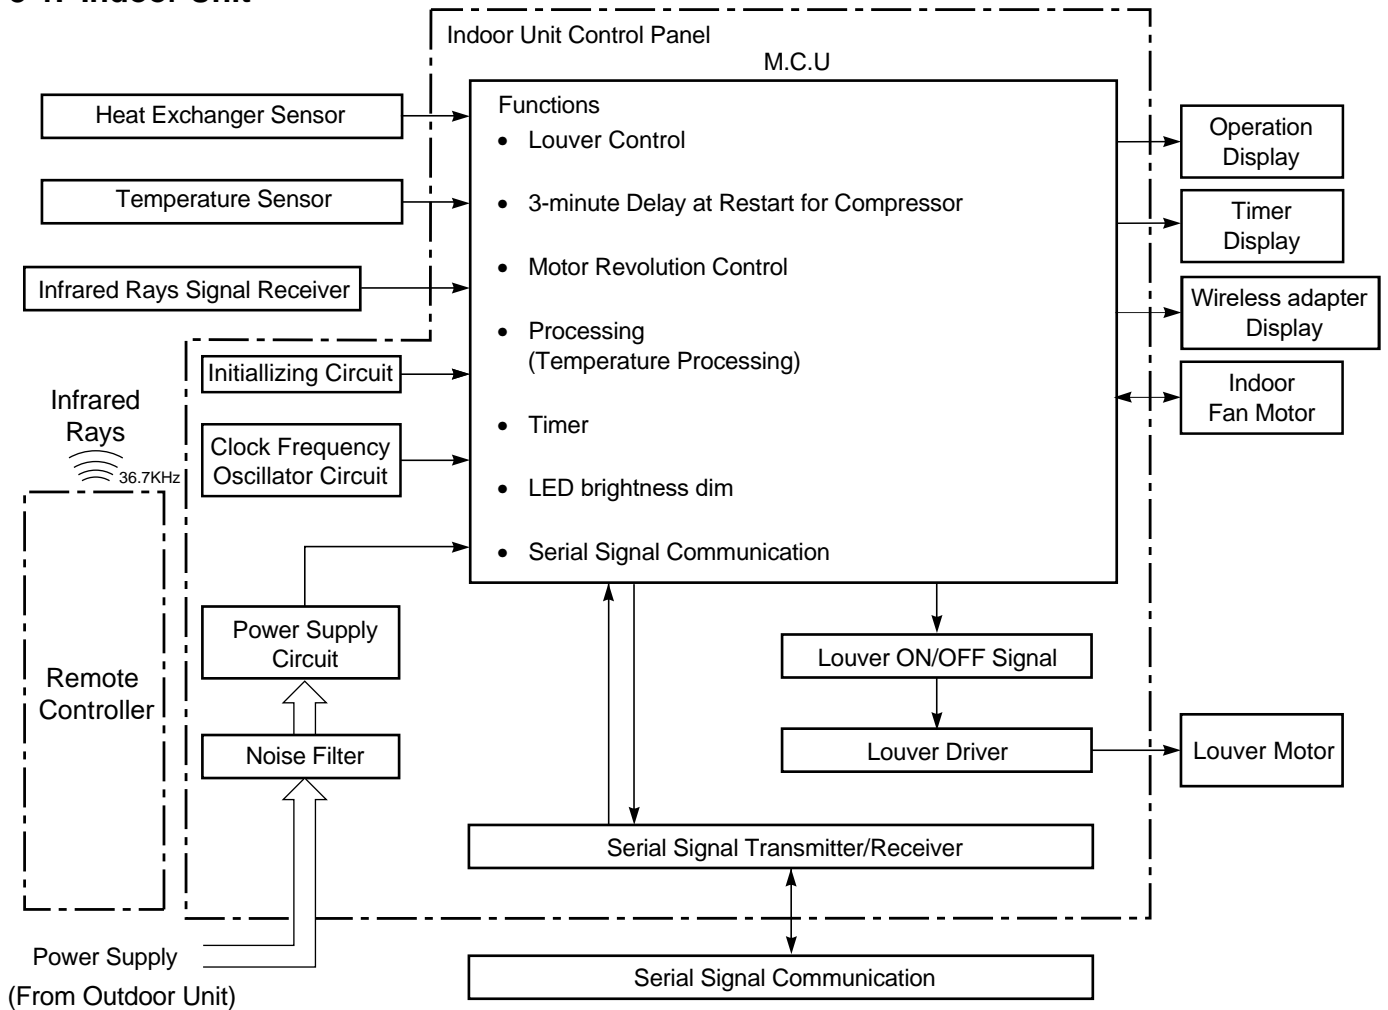 Indoor Unit
Indoor Unit Control Panel
M.C.U
Heat Exchanger Sensor
Temperature Sensor
Infrared Rays Signal Receiver
Initiallizing Circuit
Clock Frequency
Oscillator Circuit
Power Supply
Circuit
Noise Filter
Infrared
Rays
36.7KHz
Remote
Controller
Power Supply
(From Outdoor Unit)
Functions
• Louver Control
• 3-minute Delay at Restart for Compressor
• Motor Revolution Control
• Processing
(Temperature Processing)
• Timer
• LED brightness dim
• Serial Signal Communication
Operation
Display
Timer
Display
Wireless adapter
Display
Indoor
Fan Motor
Louver ON/OFF Signal
Louver Driver
Louver Motor
Serial Signal Transmitter/Receiver
Serial Signal Communication